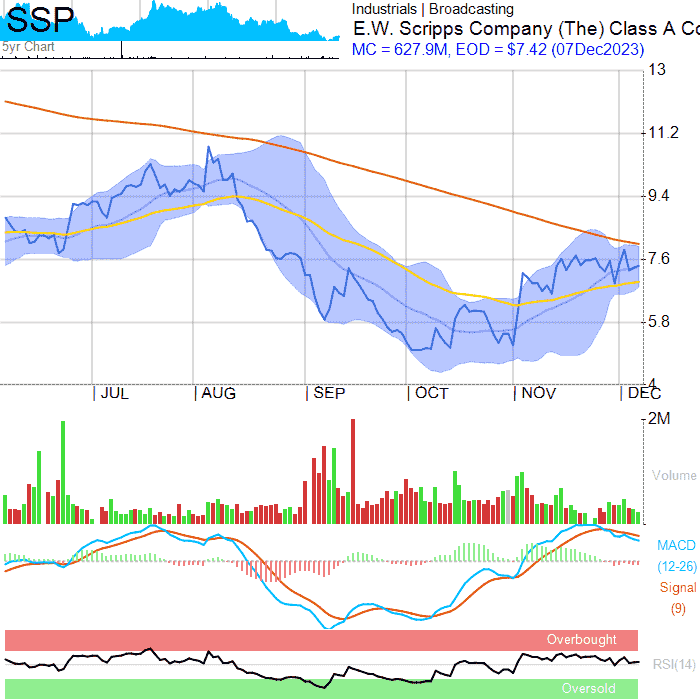 SSP
Industrials | Broadcasting
E.W. Scripps Company (The) Class A Co
MC = 627.9M, EOD = $7.42 (07Dec2023)
5yr Chart
13
11.2
9.4
7.6
5.8
4
JUL AUG SEP OCT NOV DEC
2M
Volume
MACD
(12-26)
Signal
(9)
Overbought
RSI(14)
Oversold